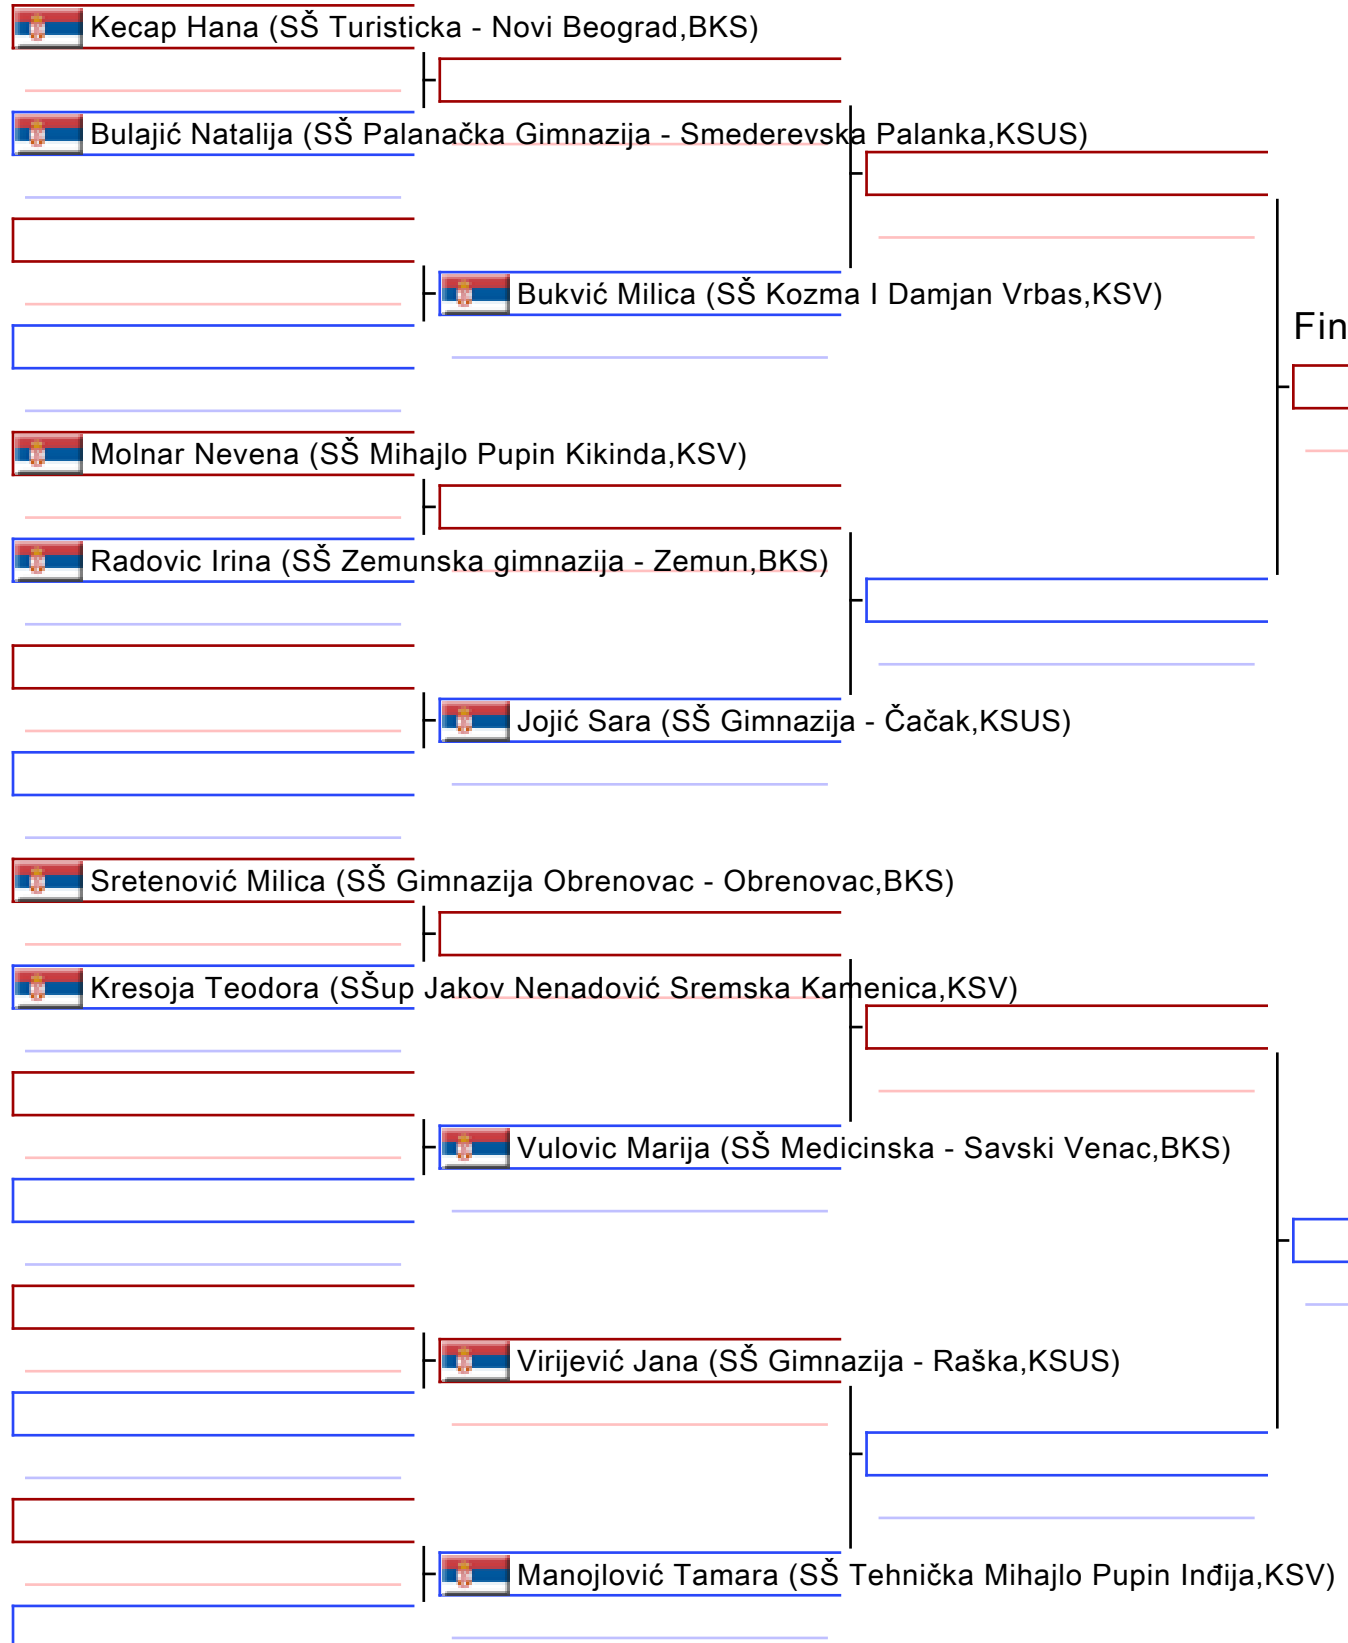 Kecap Hana (SŠ Turisticka - Novi Beograd,BKS)
Bulajić Natalija (SŠ Palanačka Gimnazija - Smederevska Palanka,KSUS)
Bukvić Milica (SŠ Kozma I Damjan Vrbas,KSV)
Fin
Molnar Nevena (SŠ Mihajlo Pupin Kikinda,KSV)
Radovic Irina (SŠ Zemunska gimnazija - Zemun,BKS)
Jojić Sara (SŠ Gimnazija - Čačak,KSUS)
Sretenović Milica (SŠ Gimnazija Obrenovac - Obrenovac,BKS)
Kresoja Teodora (SŠup Jakov Nenadović Sremska Kamenica,KSV)
Vulovic Marija (SŠ Medicinska - Savski Venac,BKS)
Virijević Jana (SŠ Gimnazija - Raška,KSUS)
Manojlović Tamara (SŠ Tehnička Mihajlo Pupin Inđija,KSV)